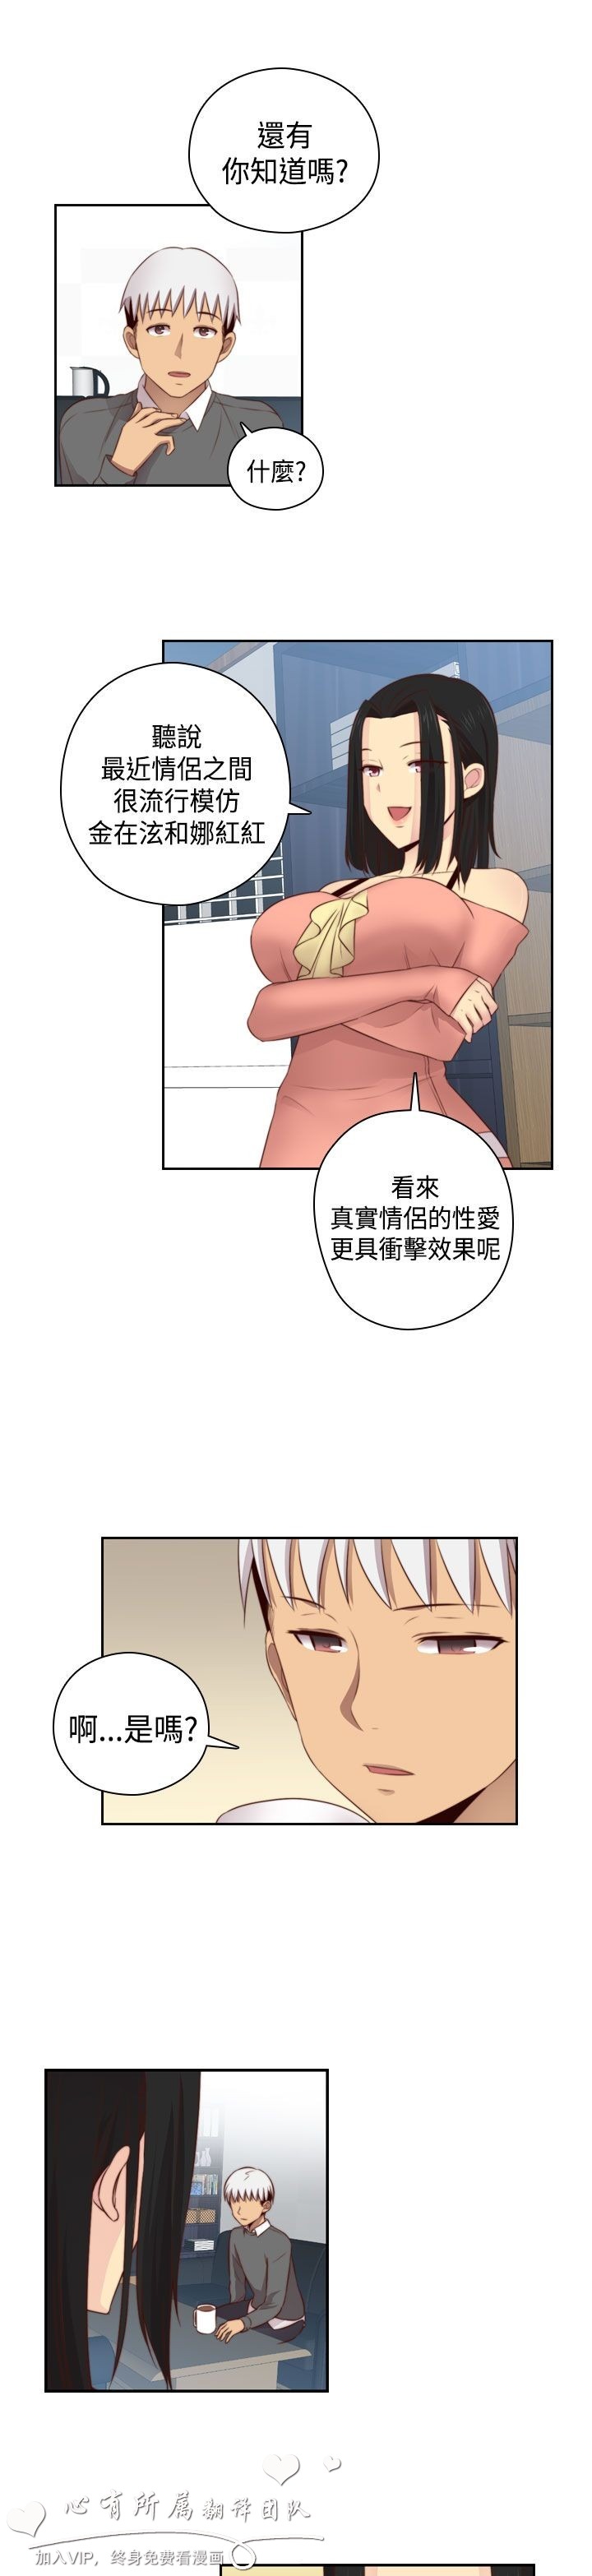 還有
你知道嗎?
什麼?
聽說
最近情侶之間
很流行模仿
金在泫和娜紅紅
看來
真實情侶的性愛
更具衝擊效果呢
啊...是嗎?
心有所属翻译团队
加入VIP，终身免费看漫画